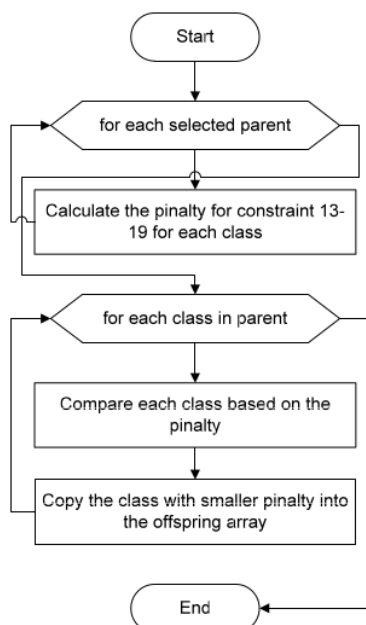 Start
for each selected parent
Calculate the pinalty for constraint 13-
19 for each class
for each class in parent
Compare each class based on the
pinalty
Copy the class with smaller pinalty into
the offspring array
End